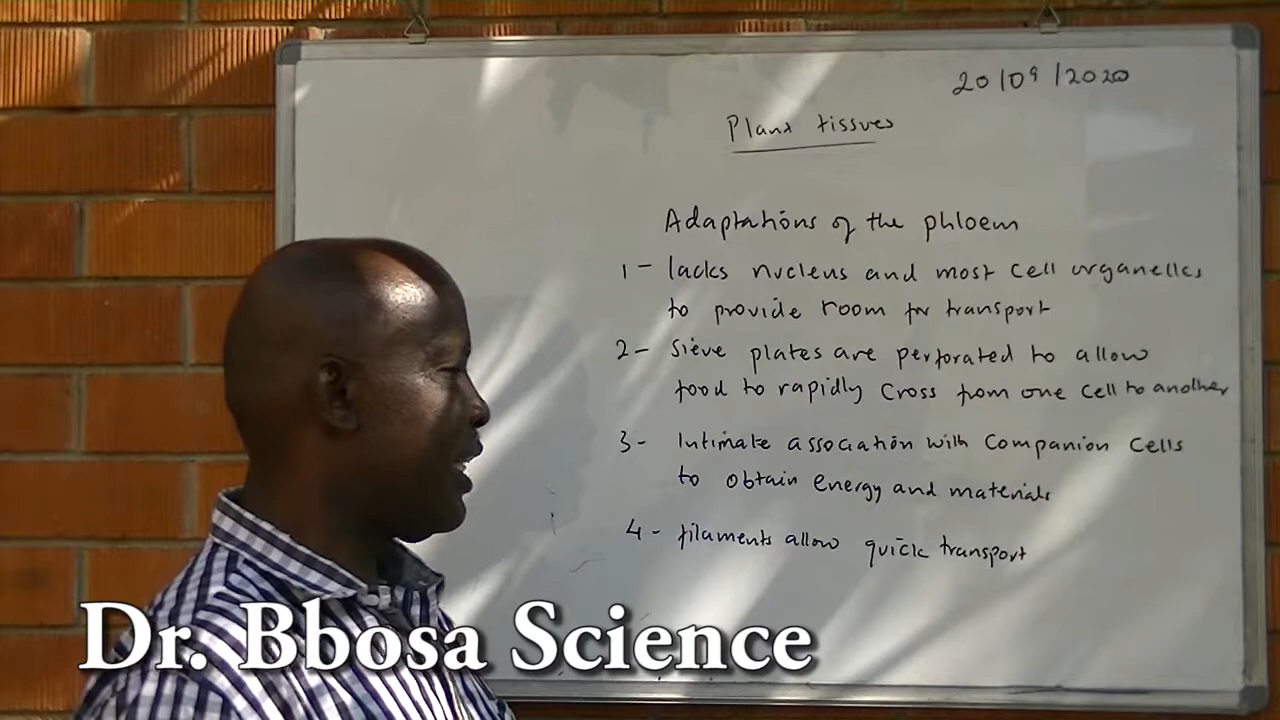 20/09/2020
Plant tissues
Adaptations of the phloem
1- lacks nucleus and most cell organelles
to provide room for transport
2- Sieve plates are perforated to allow
food to rapidly cross from one cell to another
3- Intimate association with Companion Cells
to obtain energy and materials
4- filaments allow quick transport
Dr. Bbosa Science